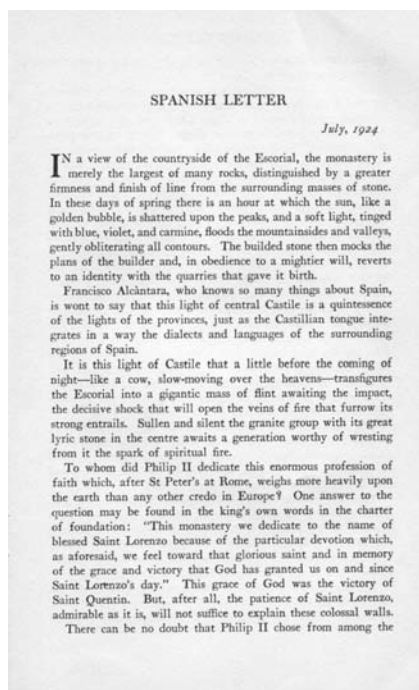 SPANISH LETTER
July, 1924
IN a view of the countryside of the Escorial, the monastery is
merely the largest of many rocks, distinguished by a greater
firmness and finish of line from the surrounding masses of stone.
In these days of spring there is an hour at which the sun, like a
golden bubble, is shattered upon the peaks, and a soft light, tinged
with blue, violet, and carmine, floods the mountainsides and valleys,
gently obliterating all contours. The builded stone then mocks the
plans of the builder and, in obedience to a mightier will, reverts
to an identity with the quarries that gave it birth.
Francisco Alcàntara, who knows so many things about Spain,
is wont to say that this light of central Castile is a quintessence
of the lights of the provinces, just as the Castillian tongue inte-
grates in a way the dialects and languages of the surrounding
regions of Spain.
It is this light of Castile that a little before the coming of
night—like a cow, slow-moving over the heavens—transfigures
the Escorial into a gigantic mass of flint awaiting the impact,
the decisive shock that will open the veins of fire that furrow its
strong entrails. Sullen and silent the granite group with its great
lyric stone in the centre awaits a generation worthy of wresting
from it the spark of spiritual fire.
To whom did Philip II dedicate this enormous profession of
faith which, after St Peter's at Rome, weighs more heavily upon
the earth than any other credo in Europe? One answer to the
question may be found in the king's own words in the charter
of foundation: "This monastery we dedicate to the name of
blessed Saint Lorenzo because of the particular devotion which,
as aforesaid, we feel toward that glorious saint and in memory
of the grace and victory that God has granted us on and since
Saint Lorenzo's day." This grace of God was the victory of
Saint Quentin. But, after all, the patience of Saint Lorenzo,
admirable as it is, will not suffice to explain these colossal walls.
There can be no doubt that Philip II chose from among the